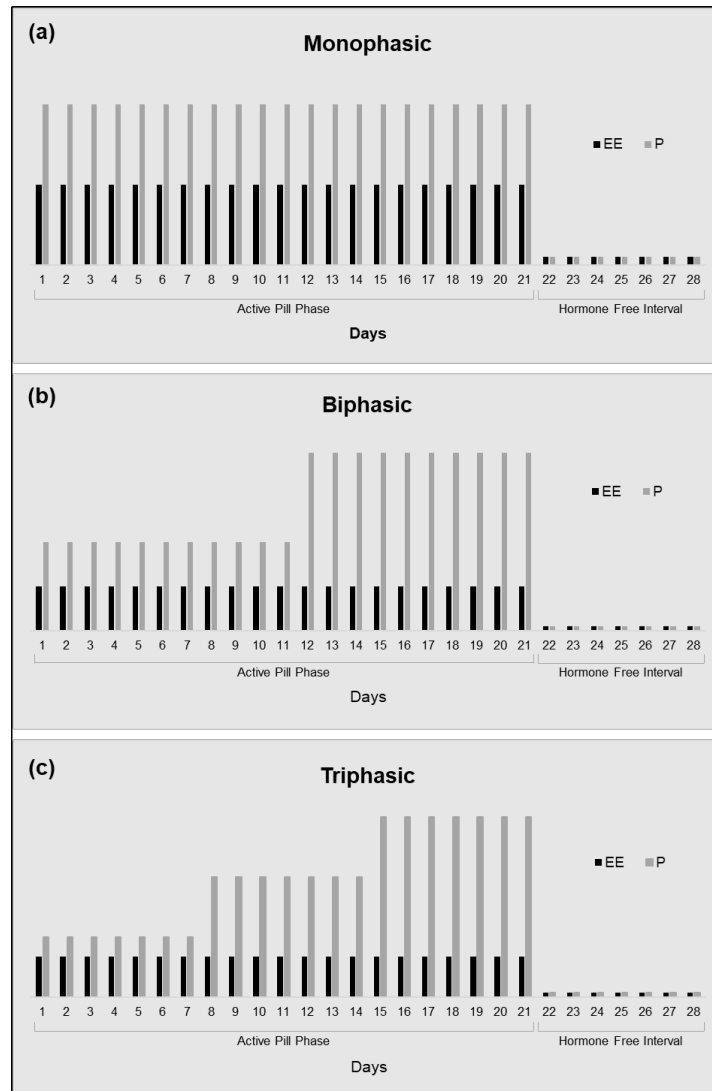 (a)
Monophasic
EE P
1 2 3 4 5 6 7 8 9 10 11 12 13 14 15 16 17 18 19 20 21 22 23 24 25 26 27 28
Active Pill Phase Hormone Free Interval
Days
(b)
Biphasic
EE P
1 2 3 4 5 6 7 8 9 10 11 12 13 14 15 16 17 18 19 20 21 22 23 24 25 26 27 28
Active Pill Phase Hormone Free Interval
Days
(c)
Triphasic
EE P
1 2 3 4 5 6 7 8 9 10 11 12 13 14 15 16 17 18 19 20 21 22 23 24 25 26 27 28
Active Pill Phase Hormone Free Interval
Days